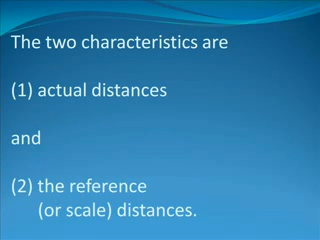 The two characteristics are
(1) actual distances
and
(2) the reference
(or scale) distances.